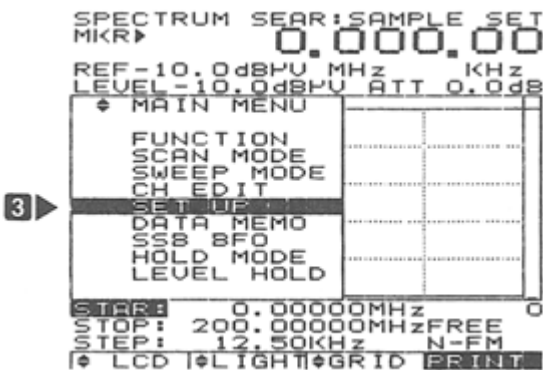 SPECTRUM SEAR:SAMPLE SET
MKR▶ 0.000.00
REF-10.0dBμV MHz KHz
LEVEL-10.0dBμV ATT 0.0dB
MAIN MENU
FUNCTION
SCAN MODE
SWEEP MODE
CH EDIT
3
SET UP
DATA MEMO
SSB BFO
HOLD MODE
LEVEL HOLD
STAR: 0.00000MHz 0
STOP: 200.00000MHzFREE
STEP: 12.50KHz N-FM
LCD LIGHT GRID PRINT